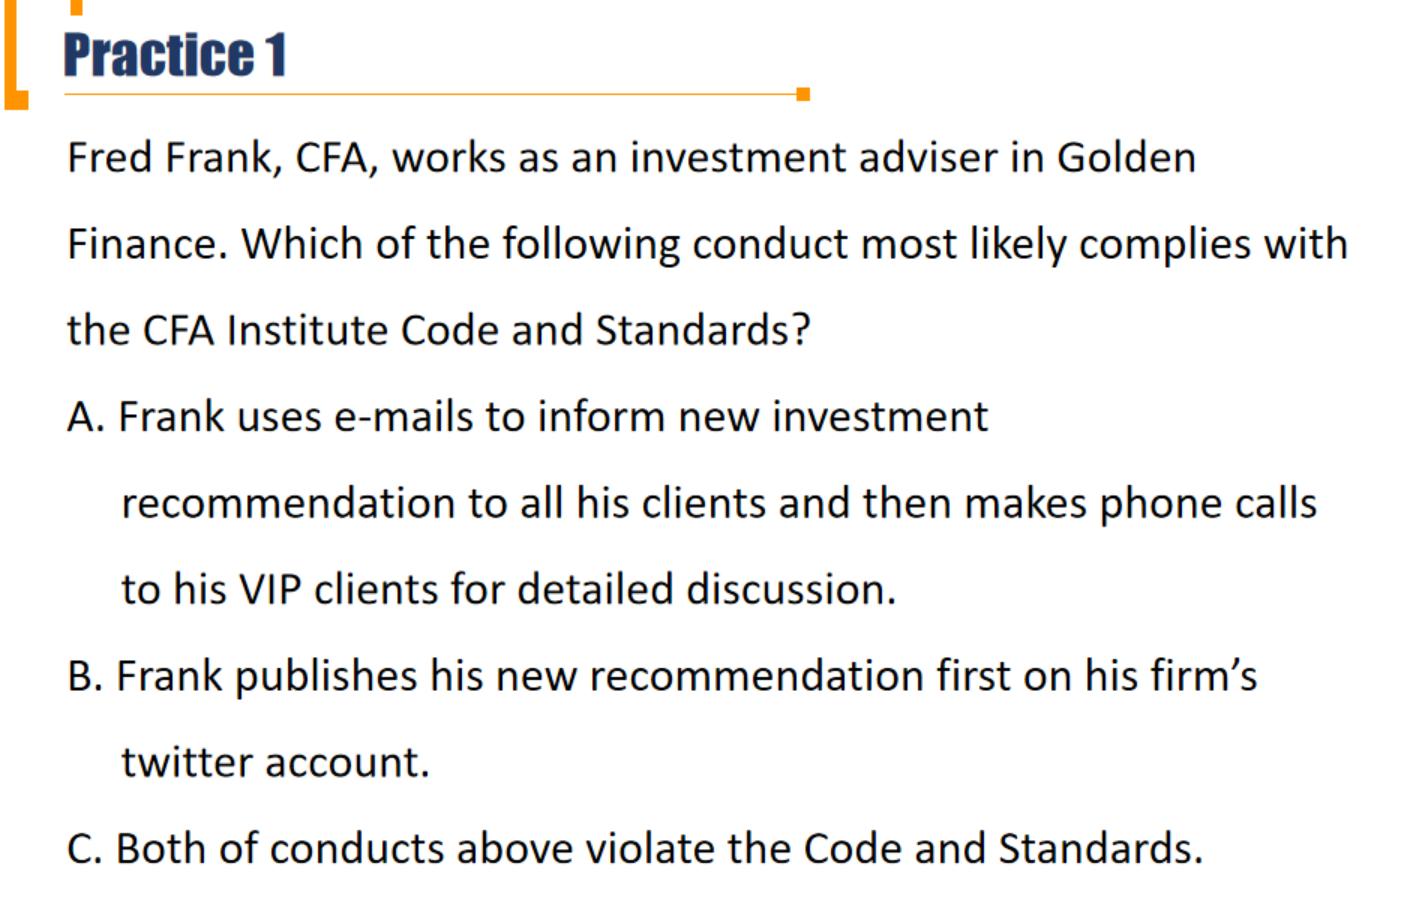 Practice 1
Fred Frank, CFA, works as an investment adviser in Golden
Finance. Which of the following conduct most likely complies with
the CFA Institute Code and Standards?
A. Frank uses e-mails to inform new investment
recommendation to all his clients and then makes phone calls
to his VIP clients for detailed discussion.
B. Frank publishes his new recommendation first on his firm’s
twitter account.
C. Both of conducts above violate the Code and Standards.